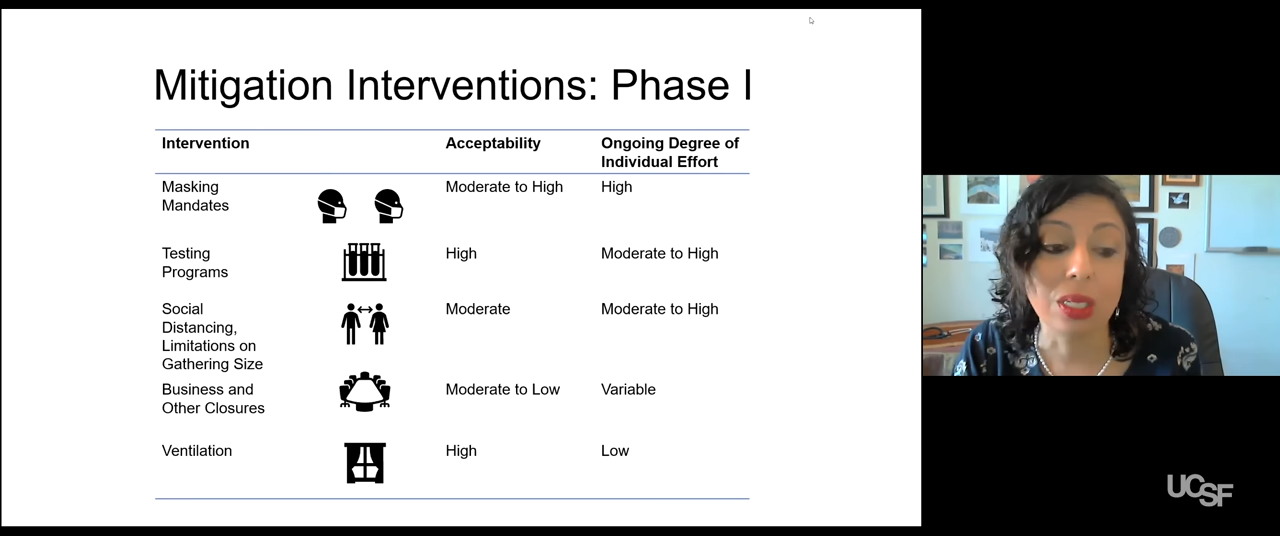 Mitigation Interventions: Phase I
Intervention
Acceptability
Ongoing Degree of
Individual Effort
Masking
Mandates
Moderate to High
High
Testing
Programs
High
Moderate to High
Social
Distancing,
Limitations on
Gathering Size
Moderate
Moderate to High
Business and
Other Closures
Moderate to Low
Variable
Ventilation
High
Low
UCSF